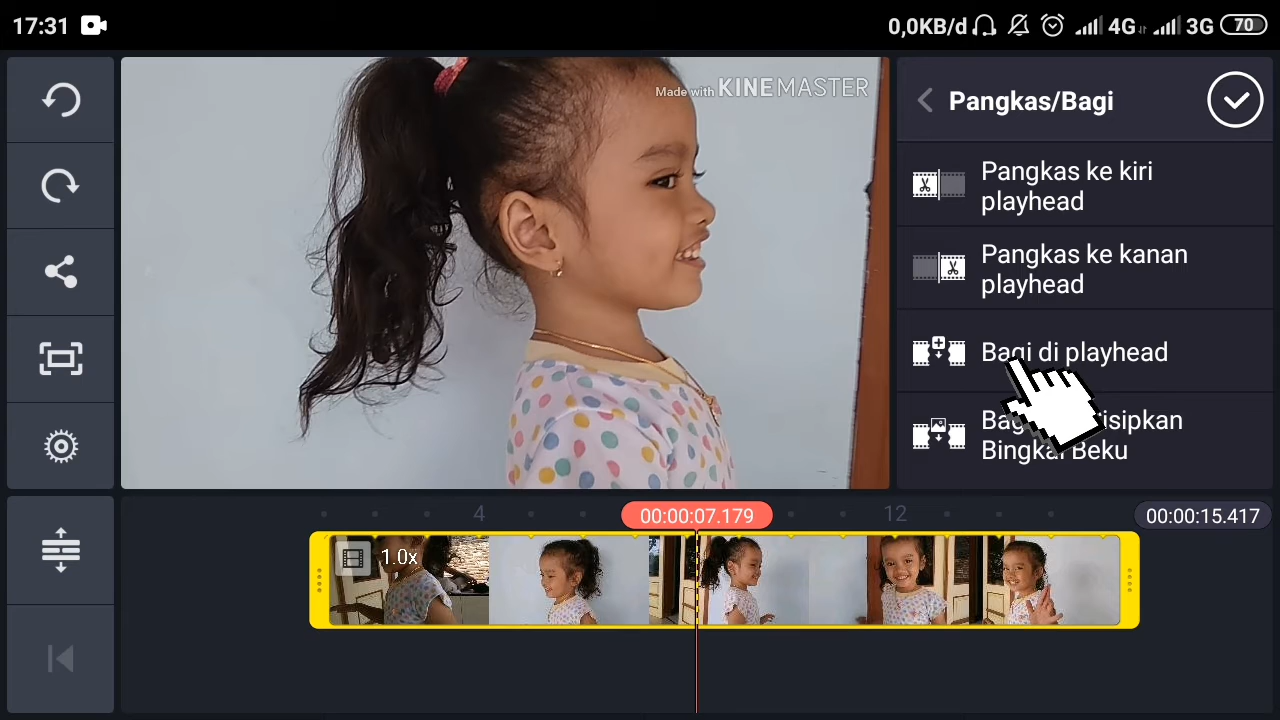 17:31
0,0KB/d 4G 3G 70
Made with KINEMASTER
Pangkas/Bagi
Pangkas ke kiri
playhead
Pangkas ke kanan
playhead
Bagi di playhead
Bagi
Bingkai Beku
4
00:00:07.179
12
00:00:15.417
1.0x